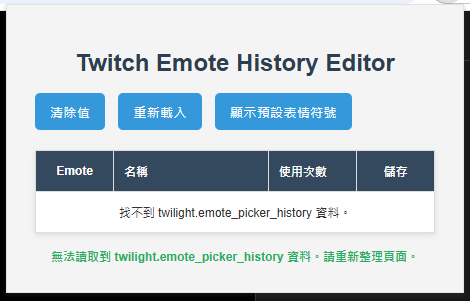 Twitch Emote History Editor
清除值 重新載入 顯示預設表情符號
Emote 名稱 使用次數 儲存
找不到 twilight.emote_picker_history 資料。
無法讀取到 twilight.emote_picker_history 資料。請重新整理頁面。